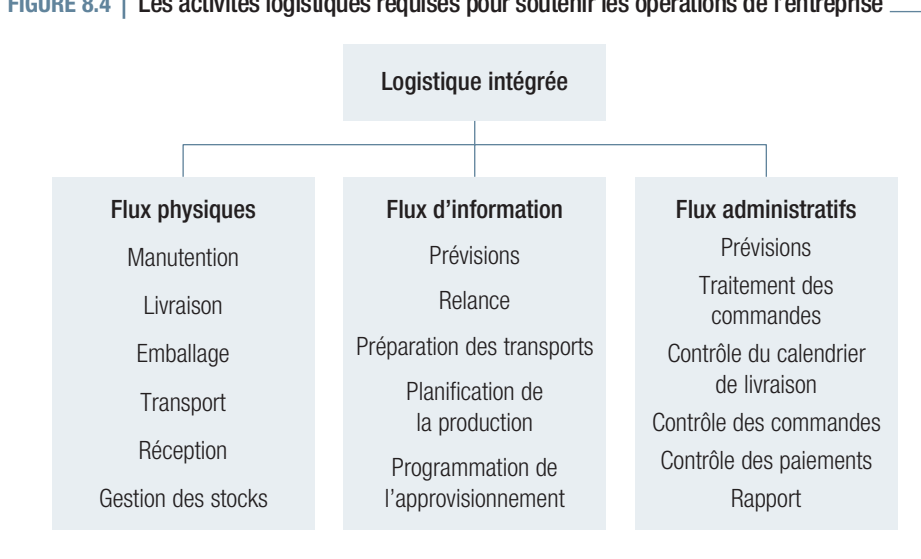 FIGURE 8.4 | Les activités logistiques requises pour soutenir les opérations de l'entreprise
Logistique intégrée
Flux physiques
Manutention
Livraison
Emballage
Transport
Réception
Gestion des stocks
Flux d'information
Prévisions
Relance
Préparation des transports
Planification de
la production
Programmation de
l'approvisionnement
Flux administratifs
Prévisions
Traitement des
commandes
Contrôle du calendrier
de livraison
Contrôle des commandes
Contrôle des paiements
Rapport